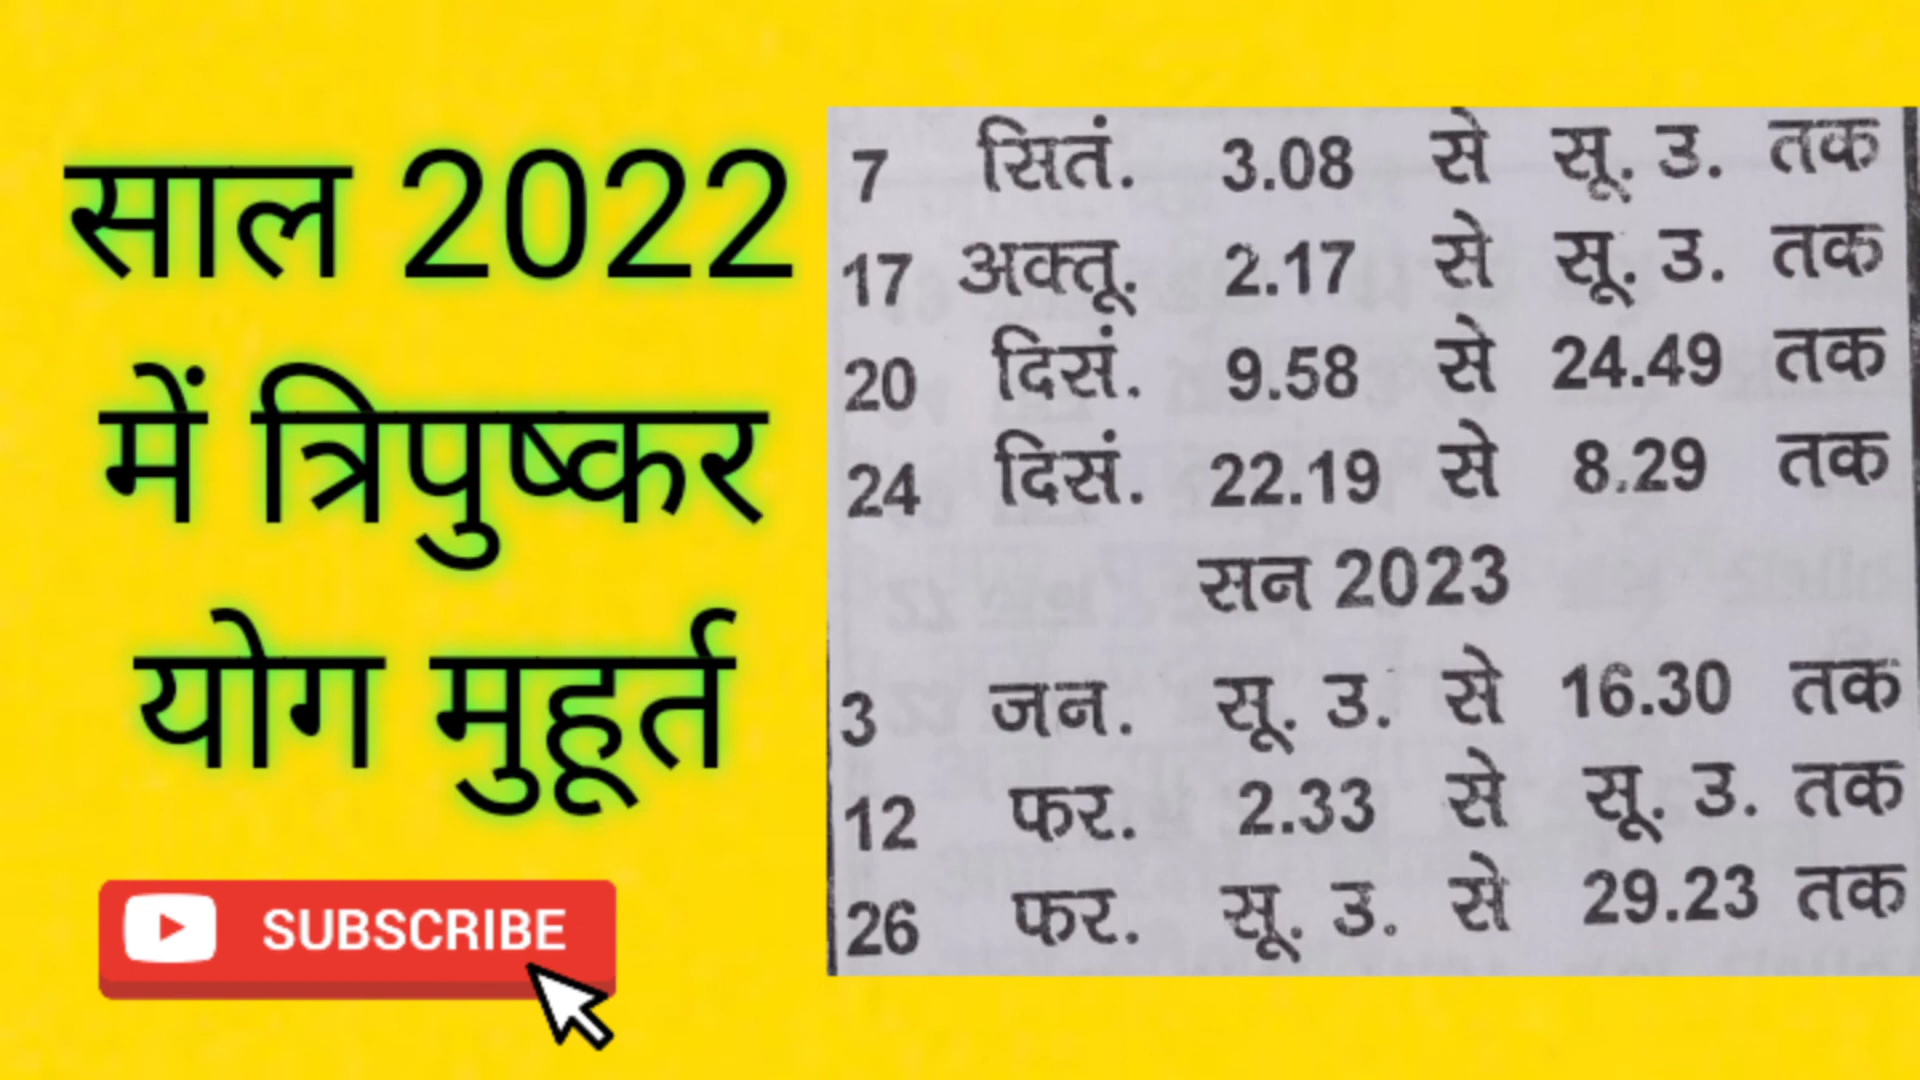 साल 2022
में त्रिपुष्कर
योग मुहूर्त
SUBSCRIBE
7 सितं. 3.08 से सू. उ. तक
17 अक्तू. 2.17 से सू. उ. तक
20 दिसं. 9.58 से 24.49 तक
24 दिसं. 22.19 से 8.29 तक
सन 2023
3 जन. सू. उ. से 16.30 तक
12 फर. 2.33 से सू. उ. तक
26 फर. सू. उ. से 29.23 तक